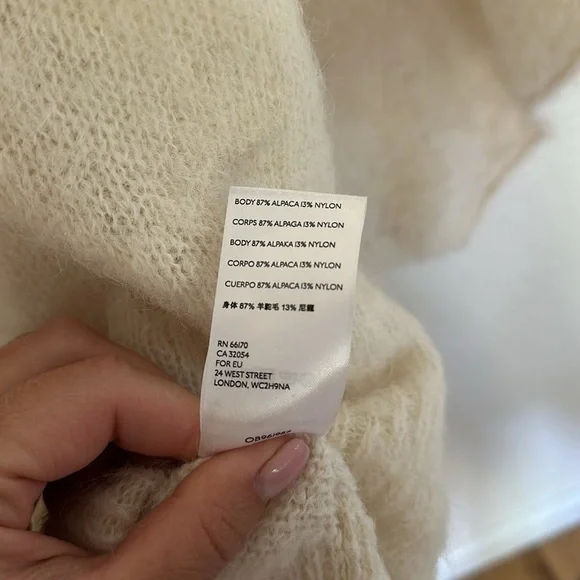 BODY 87% ALPACA 13% NYLON
CORPS 87% ALPAGA 13% NYLON
BODY 87% ALPAKA 13% NYLON
CORPO 87% ALPACA 13% NYLON
CUERPO 87% ALPACA 13% NYLON
身体 87% 羊驼毛 13% 尼龍
RN 66170
CA 32054
FOR EU
24 WEST STREET
LONDON, WC2H9NA